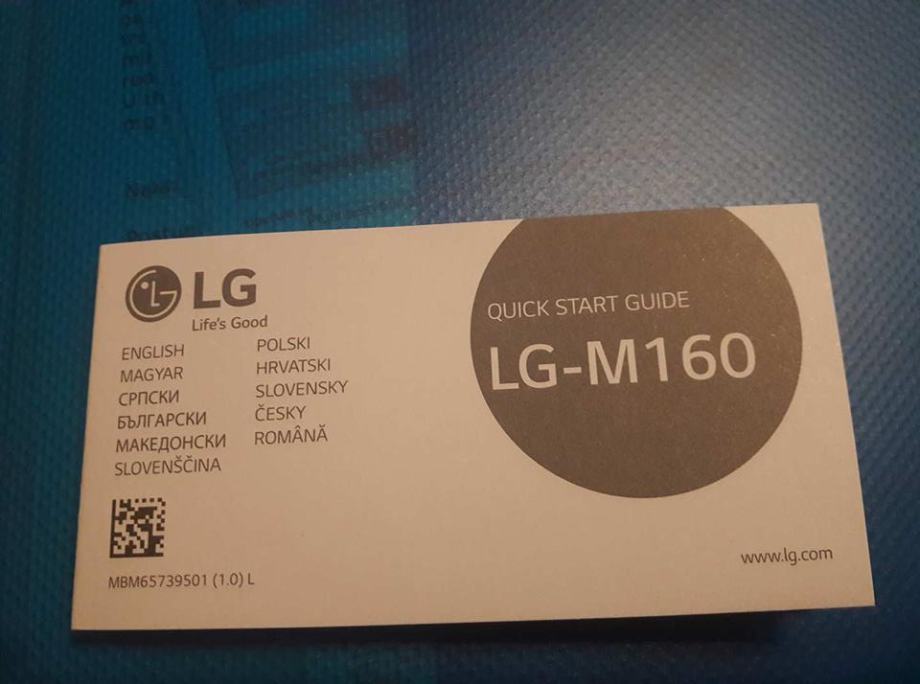 LG
Life's Good
ENGLISH
MAGYAR
СРПСКИ
БЪЛГАРСКИ
МАКЕДОНСКИ
SLOVENŠČINA
POLSKI
HRVATSKI
SLOVENSKY
ČESKY
ROMÂNĂ
MBM65739501 (1.0) L
QUICK START GUIDE
LG-M160
www.lg.com